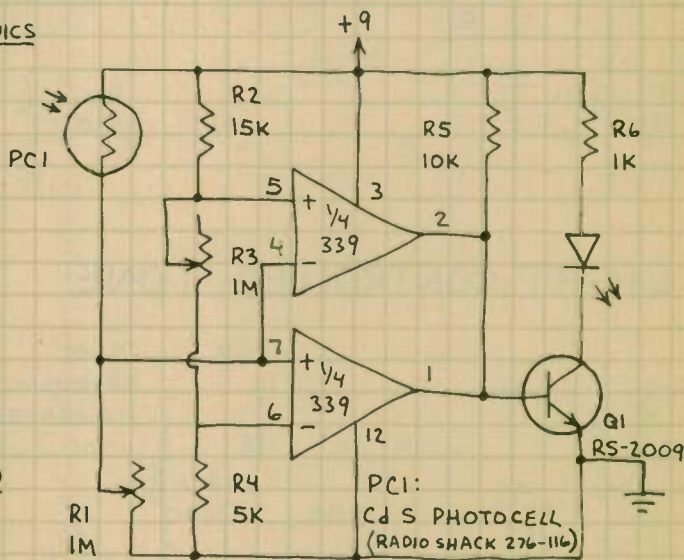 +9
R2
15K
PC1
R5
10K
R6
1K
5
+
1/4
339
3
2
4
-
R3
1M
7
+
1/4
339
1
6
-
12
Q1
RS-2009
R4
5K
PC1:
Cd S PHOTOCELL
(RADIO SHACK 276-116)
R1
1M